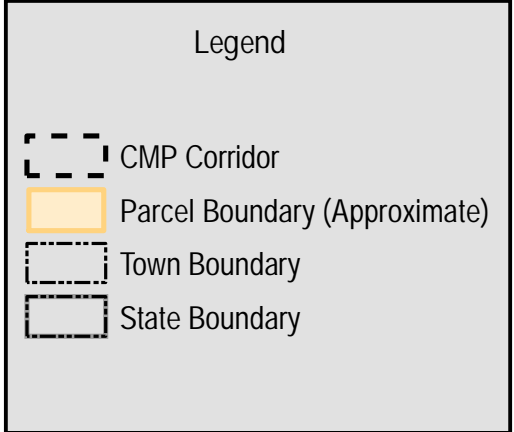 Legend
CMP Corridor
Parcel Boundary (Approximate)
Town Boundary
State Boundary